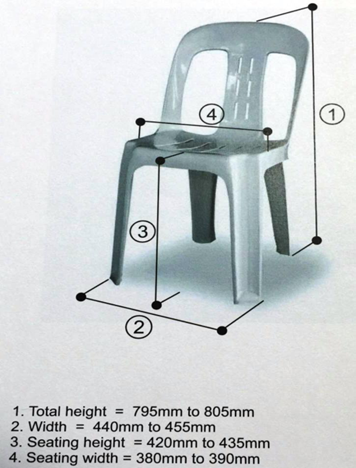 1
4
3
2
1. Total height = 795mm to 805mm
2. Width = 440mm to 455mm
3. Seating height = 420mm to 435mm
4. Seating width = 380mm to 390mm